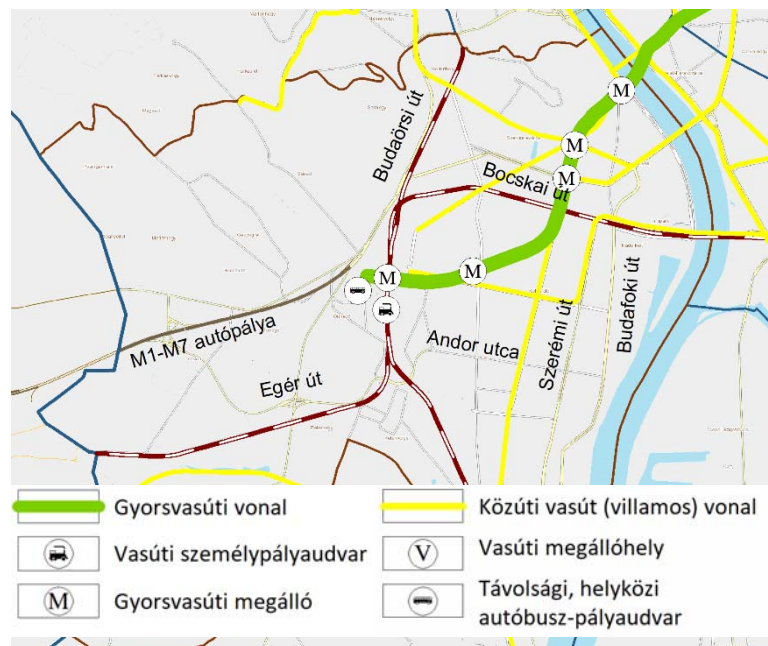 M
Budaörsi út
M
Bocskai út
M
M
M
M1-M7 autópálya
Andor utca
Szerémi út
Budafoki út
Egér út
Gyorsvasúti vonal
Közúti vasút (villamos) vonal
Vasúti személypályaudvar
V
Vasúti megállóhely
M
Gyorsvasúti megálló
Távolsági, helyközi
autóbusz-pályaudvar